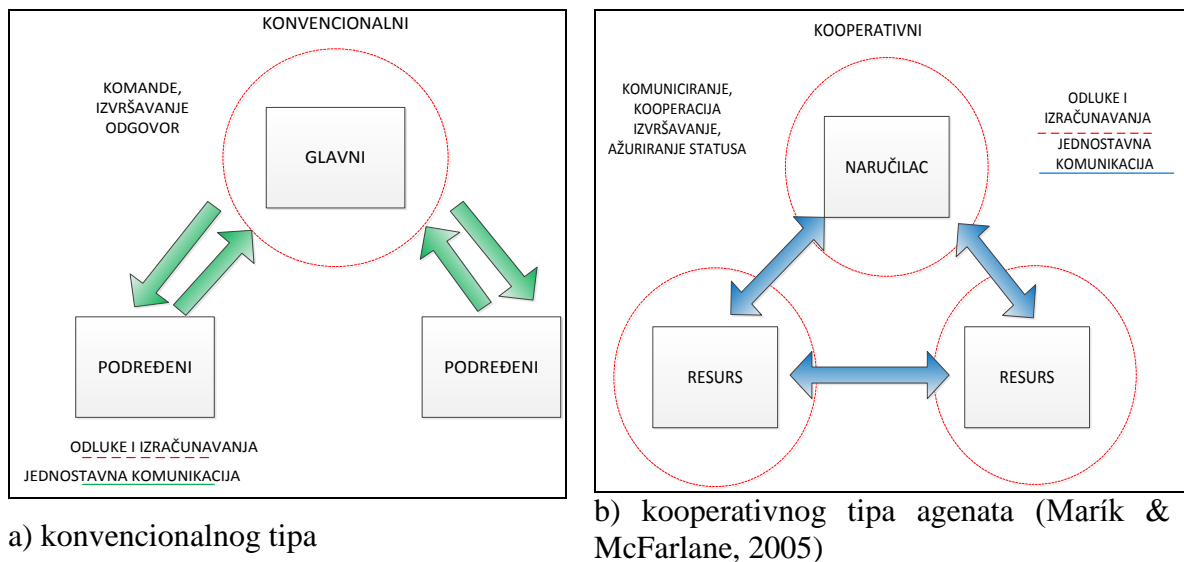 KONVENCIONALNI
KOMANDE,
IZVRŠAVANJE
ODGOVOR
GLAVNI
PODREĐENI
PODREĐENI
ODLUKE I IZRAČUNAVANJA
JEDNOSTAVNA KOMUNIKACIJA
a) konvencionalnog tipa
KOOPERATIVNI
KOMUNICIRANJE,
KOOPERACIJA
IZVRŠAVANJE,
AŽURIRANJE STATUSA
ODLUKE I
IZRAČUNAVANJA
JEDNOSTAVNA
KOMUNIKACIJA
NARUČILAC
RESURS
RESURS
b) kooperativnog tipa agenata (Marík &
McFarlane, 2005)